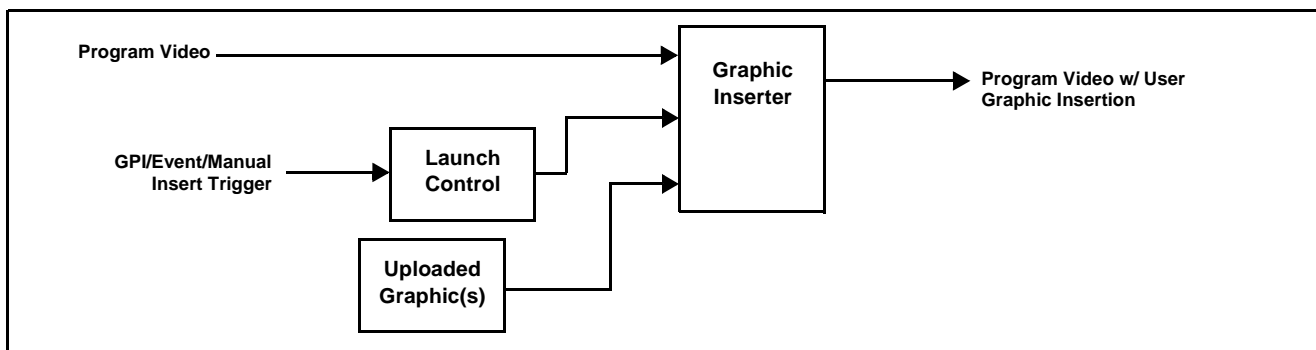 Program Video
Graphic
Inserter
Program Video w/ User
Graphic Insertion
GPI/Event/Manual
Insert Trigger
Launch
Control
Uploaded
Graphic(s)